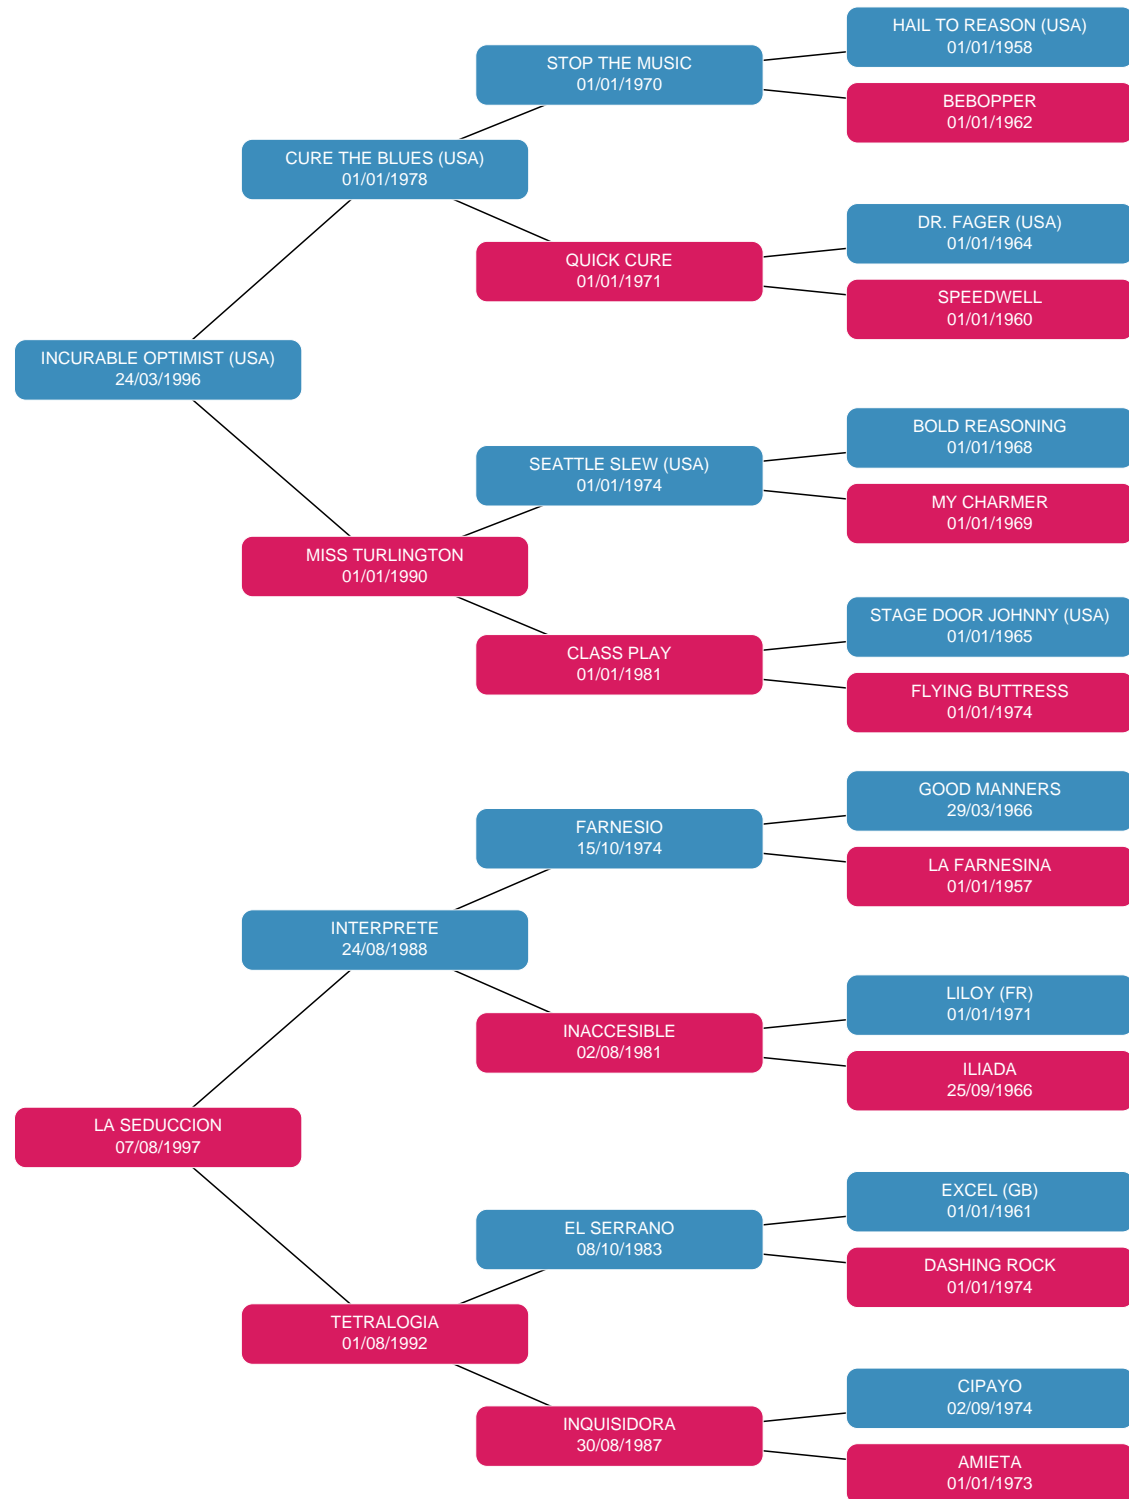 HAIL TO REASON (USA)
01/01/1958
STOP THE MUSIC
01/01/1970
BEBOPPER
01/01/1962
CURE THE BLUES (USA)
01/01/1978
DR. FAGER (USA)
01/01/1964
QUICK CURE
01/01/1971
SPEEDWELL
01/01/1960
INCURABLE OPTIMIST (USA)
24/03/1996
BOLD REASONING
01/01/1968
SEATTLE SLEW (USA)
01/01/1974
MY CHARMER
01/01/1969
MISS TURLINGTON
01/01/1990
STAGE DOOR JOHNNY (USA)
01/01/1965
CLASS PLAY
01/01/1981
FLYING BUTTRESS
01/01/1974
GOOD MANNERS
29/03/1966
FARNESIO
15/10/1974
LA FARNESINA
01/01/1957
INTERPRETE
24/08/1988
LILOY (FR)
01/01/1971
INACCESIBLE
02/08/1981
ILIADA
25/09/1966
LA SEDUCCION
07/08/1997
EXCEL (GB)
01/01/1961
EL SERRANO
08/10/1983
DASHING ROCK
01/01/1974
TETRALOGIA
01/08/1992
CIPAYO
02/09/1974
INQUISIDORA
30/08/1987
AMIETA
01/01/1973